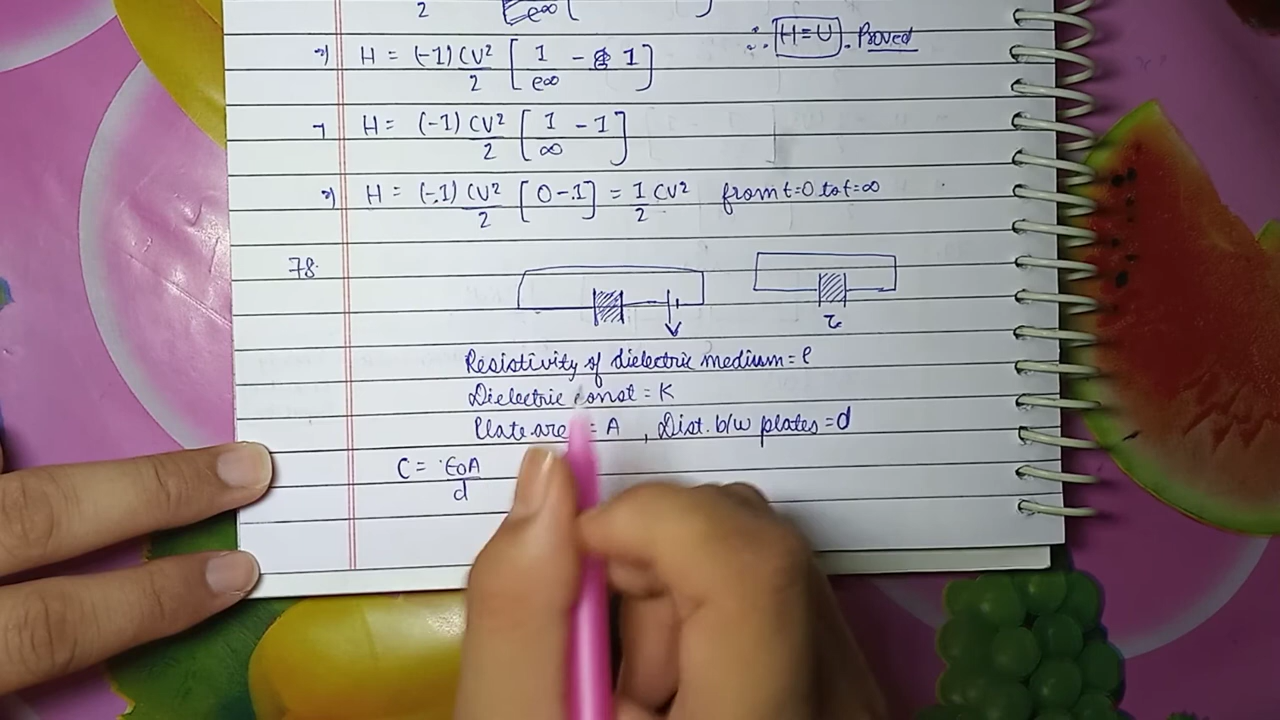 2 e∞
⇒) H = (-1) CV²/2 [ 1/e∞ - 1 ]
∴ H=U . Proved
H = (-1) CV²/2 [ 1/∞ - 1 ]
⇒) H = (-1) CV²/2 [ 0 - 1 ] = 1/2 CV² from t=0 to t=∞
78.
τ
Resistivity of dielectric medium = ρ
Dielectric const = K
Plate area = A , Dist. b/w plates = d
C = ε0A/d